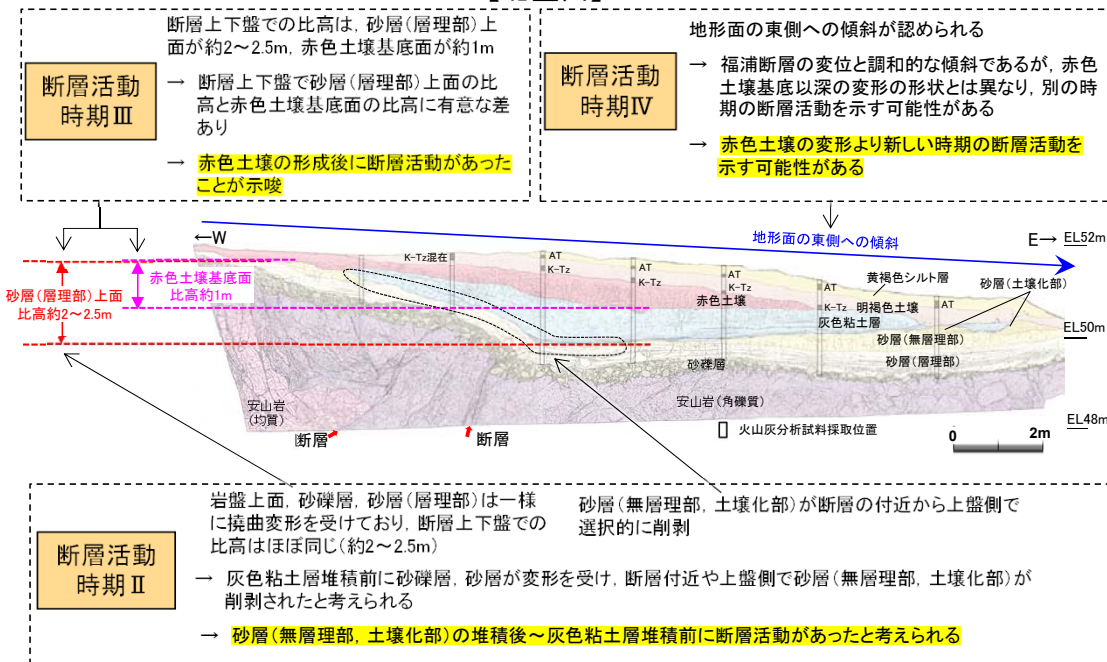 断層活動
時期Ⅲ
断層上下盤での比高は，砂層（層理部）上
面が約2～2.5m，赤色土壌基底面が約1m
→ 断層上下盤で砂層（層理部）上面の比
高と赤色土壌基底面の比高に有意な差
あり
→ 赤色土壌の形成後に断層活動があった
ことが示唆
断層活動
時期Ⅳ
地形面の東側への傾斜が認められる
→ 福浦断層の変位と調和的な傾斜であるが，赤色
土壌基底以深の変形の形状とは異なり，別の時
期の断層活動を示す可能性がある
→ 赤色土壌の変形より新しい時期の断層活動を
示す可能性がある
←W
地形面の東側への傾斜
E→
EL52m
K-Tz混在
AT
K-Tz
AT
K-Tz
AT
K-Tz
AT
K-Tz
AT
赤色土壌基底面
比高約1m
砂層（層理部）上面
比高約2～2.5m
黄褐色シルト層
砂層（土壌化部）
赤色土壌
明褐色土壌
灰色粘土層
EL50m
砂層（無層理部）
砂層（層理部）
砂礫層
安山岩
（均質）
安山岩（角礫質）
EL48m
断層
断層
火山灰分析試料採取位置
0
2m
断層活動
時期Ⅱ
岩盤上面，砂礫層，砂層（層理部）は一様
に撓曲変形を受けており，断層上下盤での
比高はほぼ同じ（約2～2.5m）
砂層（無層理部，土壌化部）が断層の付近から上盤側で
選択的に削剥
→ 灰色粘土層堆積前に砂礫層，砂層が変形を受け，断層付近や上盤側で砂層（無層理部，土壌化部）が
削剥されたと考えられる
→ 砂層（無層理部，土壌化部）の堆積後～灰色粘土層堆積前に断層活動があったと考えられる